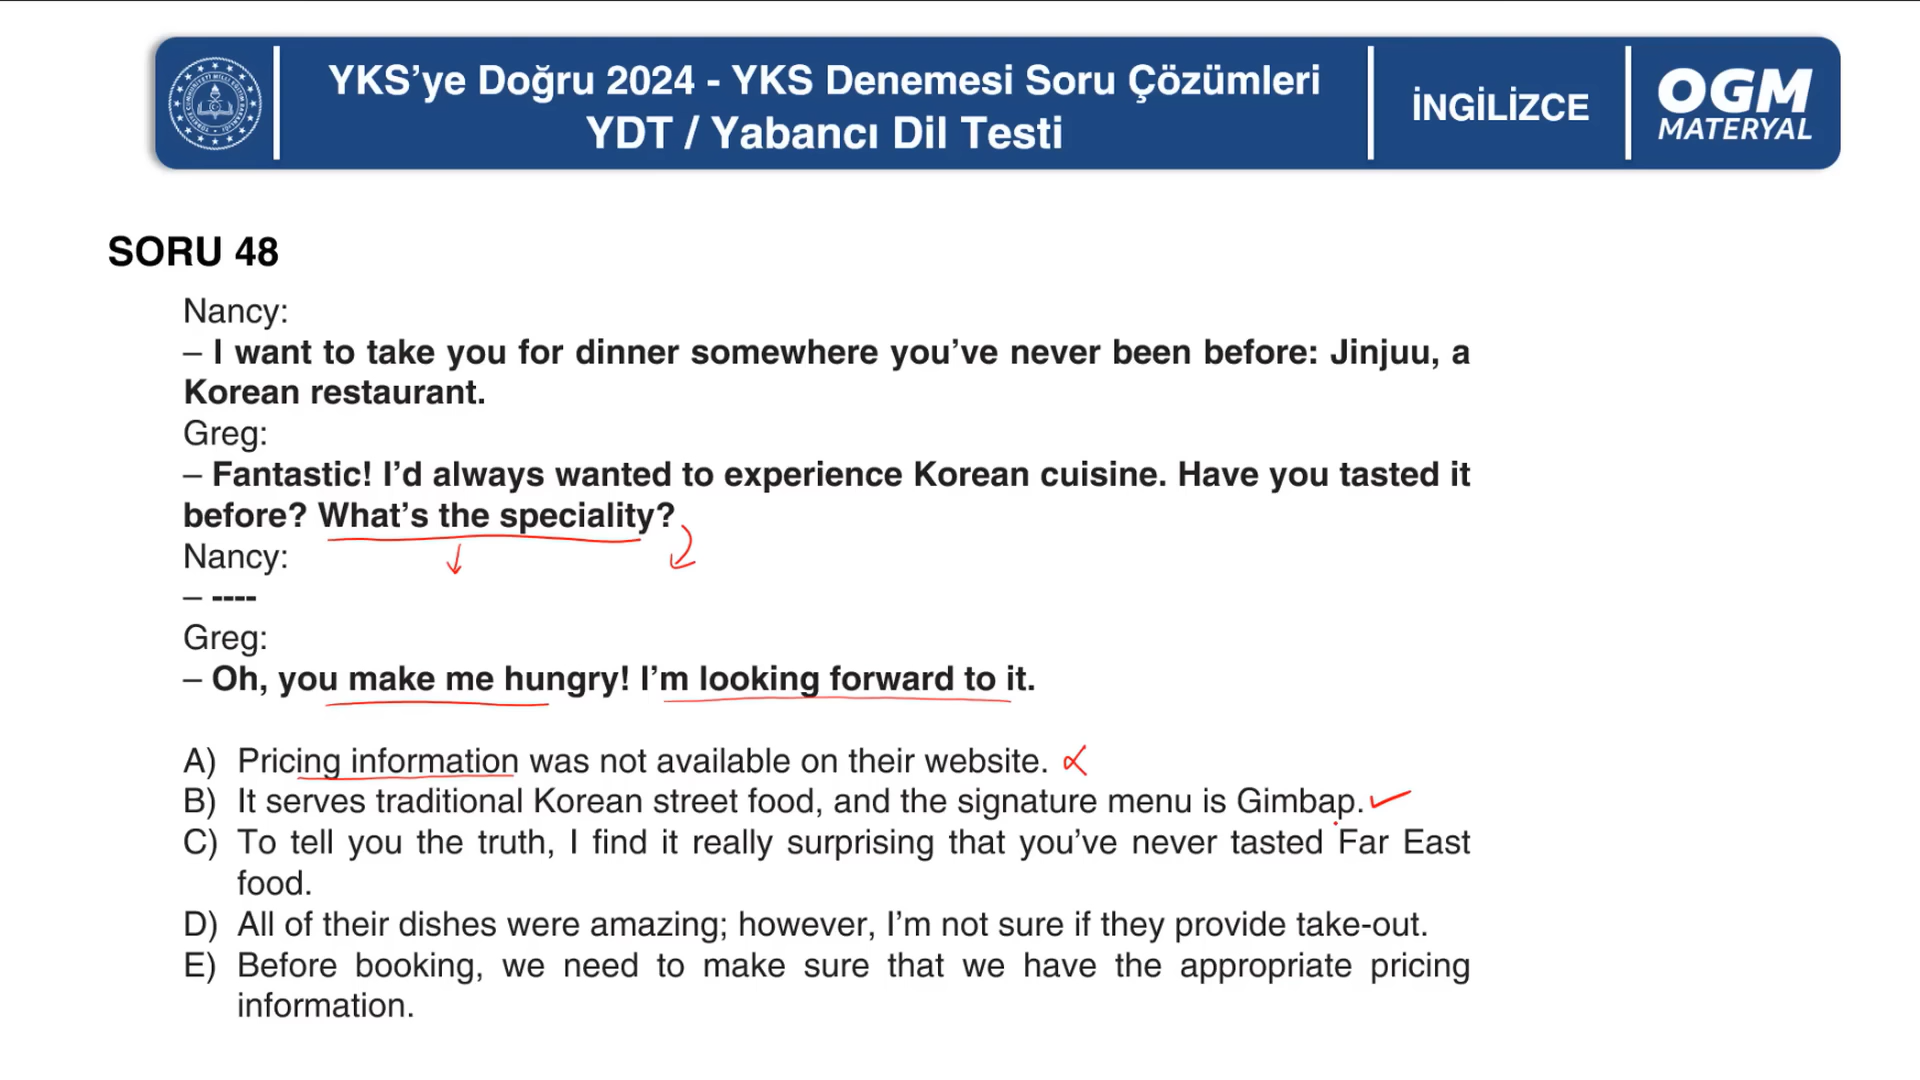 YKS’ye Doğru 2024 - YKS Denemesi Soru Çözümleri
YDT / Yabancı Dil Testi
İNGİLİZCE
OGM
MATERYAL
SORU 48
Nancy:
– I want to take you for dinner somewhere you’ve never been before: Jinjuu, a
Korean restaurant.
Greg:
– Fantastic! I’d always wanted to experience Korean cuisine. Have you tasted it
before? What’s the speciality?
Nancy:
– ----
Greg:
– Oh, you make me hungry! I’m looking forward to it.
A) Pricing information was not available on their website.
B) It serves traditional Korean street food, and the signature menu is Gimbap.
C) To tell you the truth, I find it really surprising that you’ve never tasted Far East
food.
D) All of their dishes were amazing; however, I’m not sure if they provide take-out.
E) Before booking, we need to make sure that we have the appropriate pricing
information.